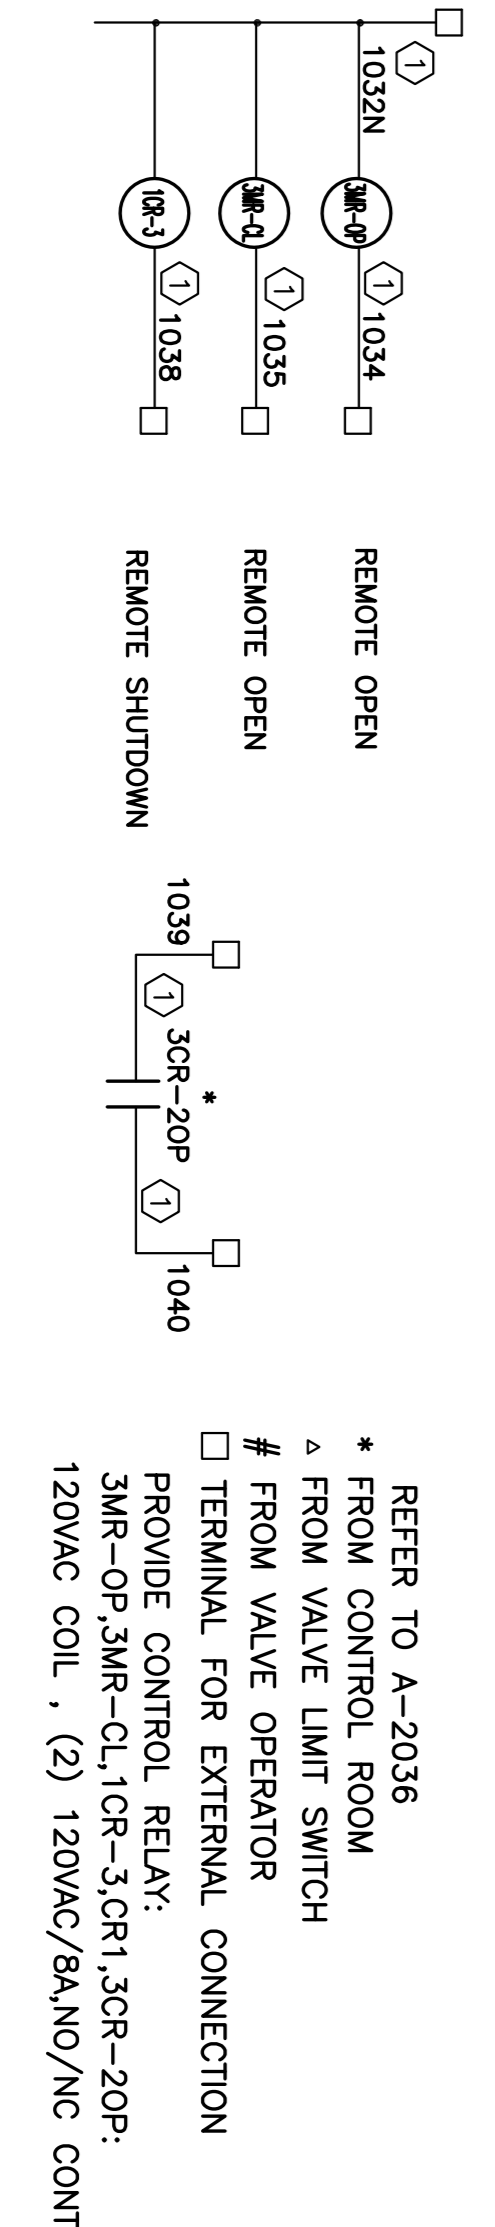 1
1032N
3MR-OP
1
1034
REMOTE OPEN
3MR-CL
1
1035
REMOTE OPEN
1CR-3
1
1038
REMOTE SHUTDOWN
*
1039
1
3CR-2OP
1
1040
REFER TO A-2036
* FROM CONTROL ROOM
△ FROM VALVE LIMIT SWITCH
# FROM VALVE OPERATOR
□ TERMINAL FOR EXTERNAL CONNECTION
PROVIDE CONTROL RELAY:
3MR-OP,3MR-CL,1CR-3,CR1,3CR-2OP:
120VAC COIL , (2) 120VAC/8A,NO/NC CONT